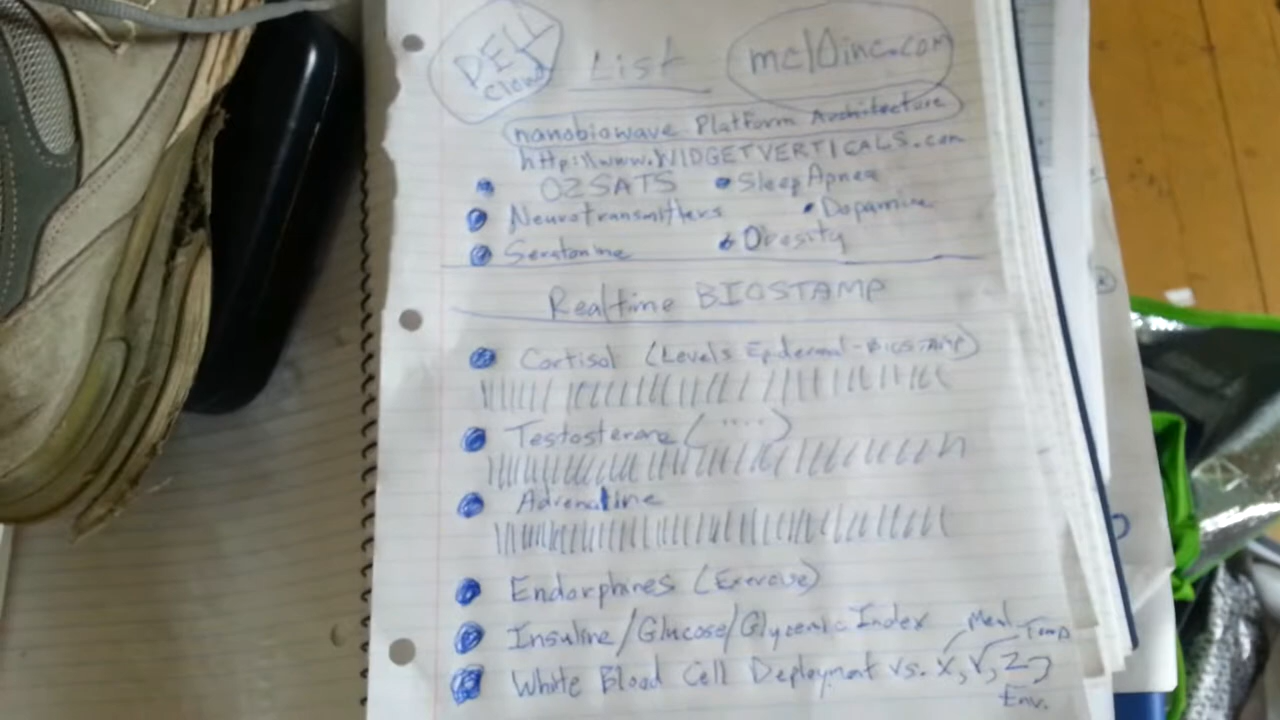 DELL cloud List mc10inc.com
nanobiowave Platform Architecture
http://www.WIDGETVERTICALS.com
O2SATS • Sleep Apnea
Neurotransmitters • Dopamine
Seratonine • Obesity
Realtime BIOSTAMP
Cortisol (Levels Epidermal-BIOSTAMP)
Testosterone (....)
Adrenaline
Endorphines (Exercise)
Insuline/Glucose/Glycemic Index Meal Temp
White Blood Cell Deployment vs. x, Y, Z
Env.